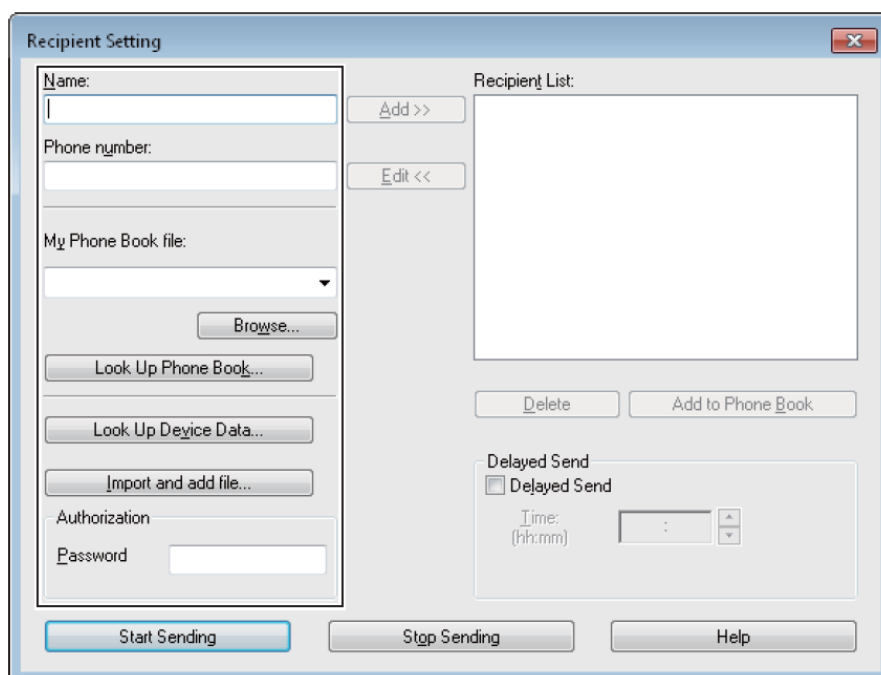 Recipient Setting
Name:
Add >>
Phone number:
Edit <<
My Phone Book file:
Browse...
Look Up Phone Book...
Look Up Device Data...
Import and add file...
Authorization
Password
Recipient List:
Delete
Add to Phone Book
Delayed Send
Delayed Send
Time:
(hh:mm)
:
Start Sending
Stop Sending
Help